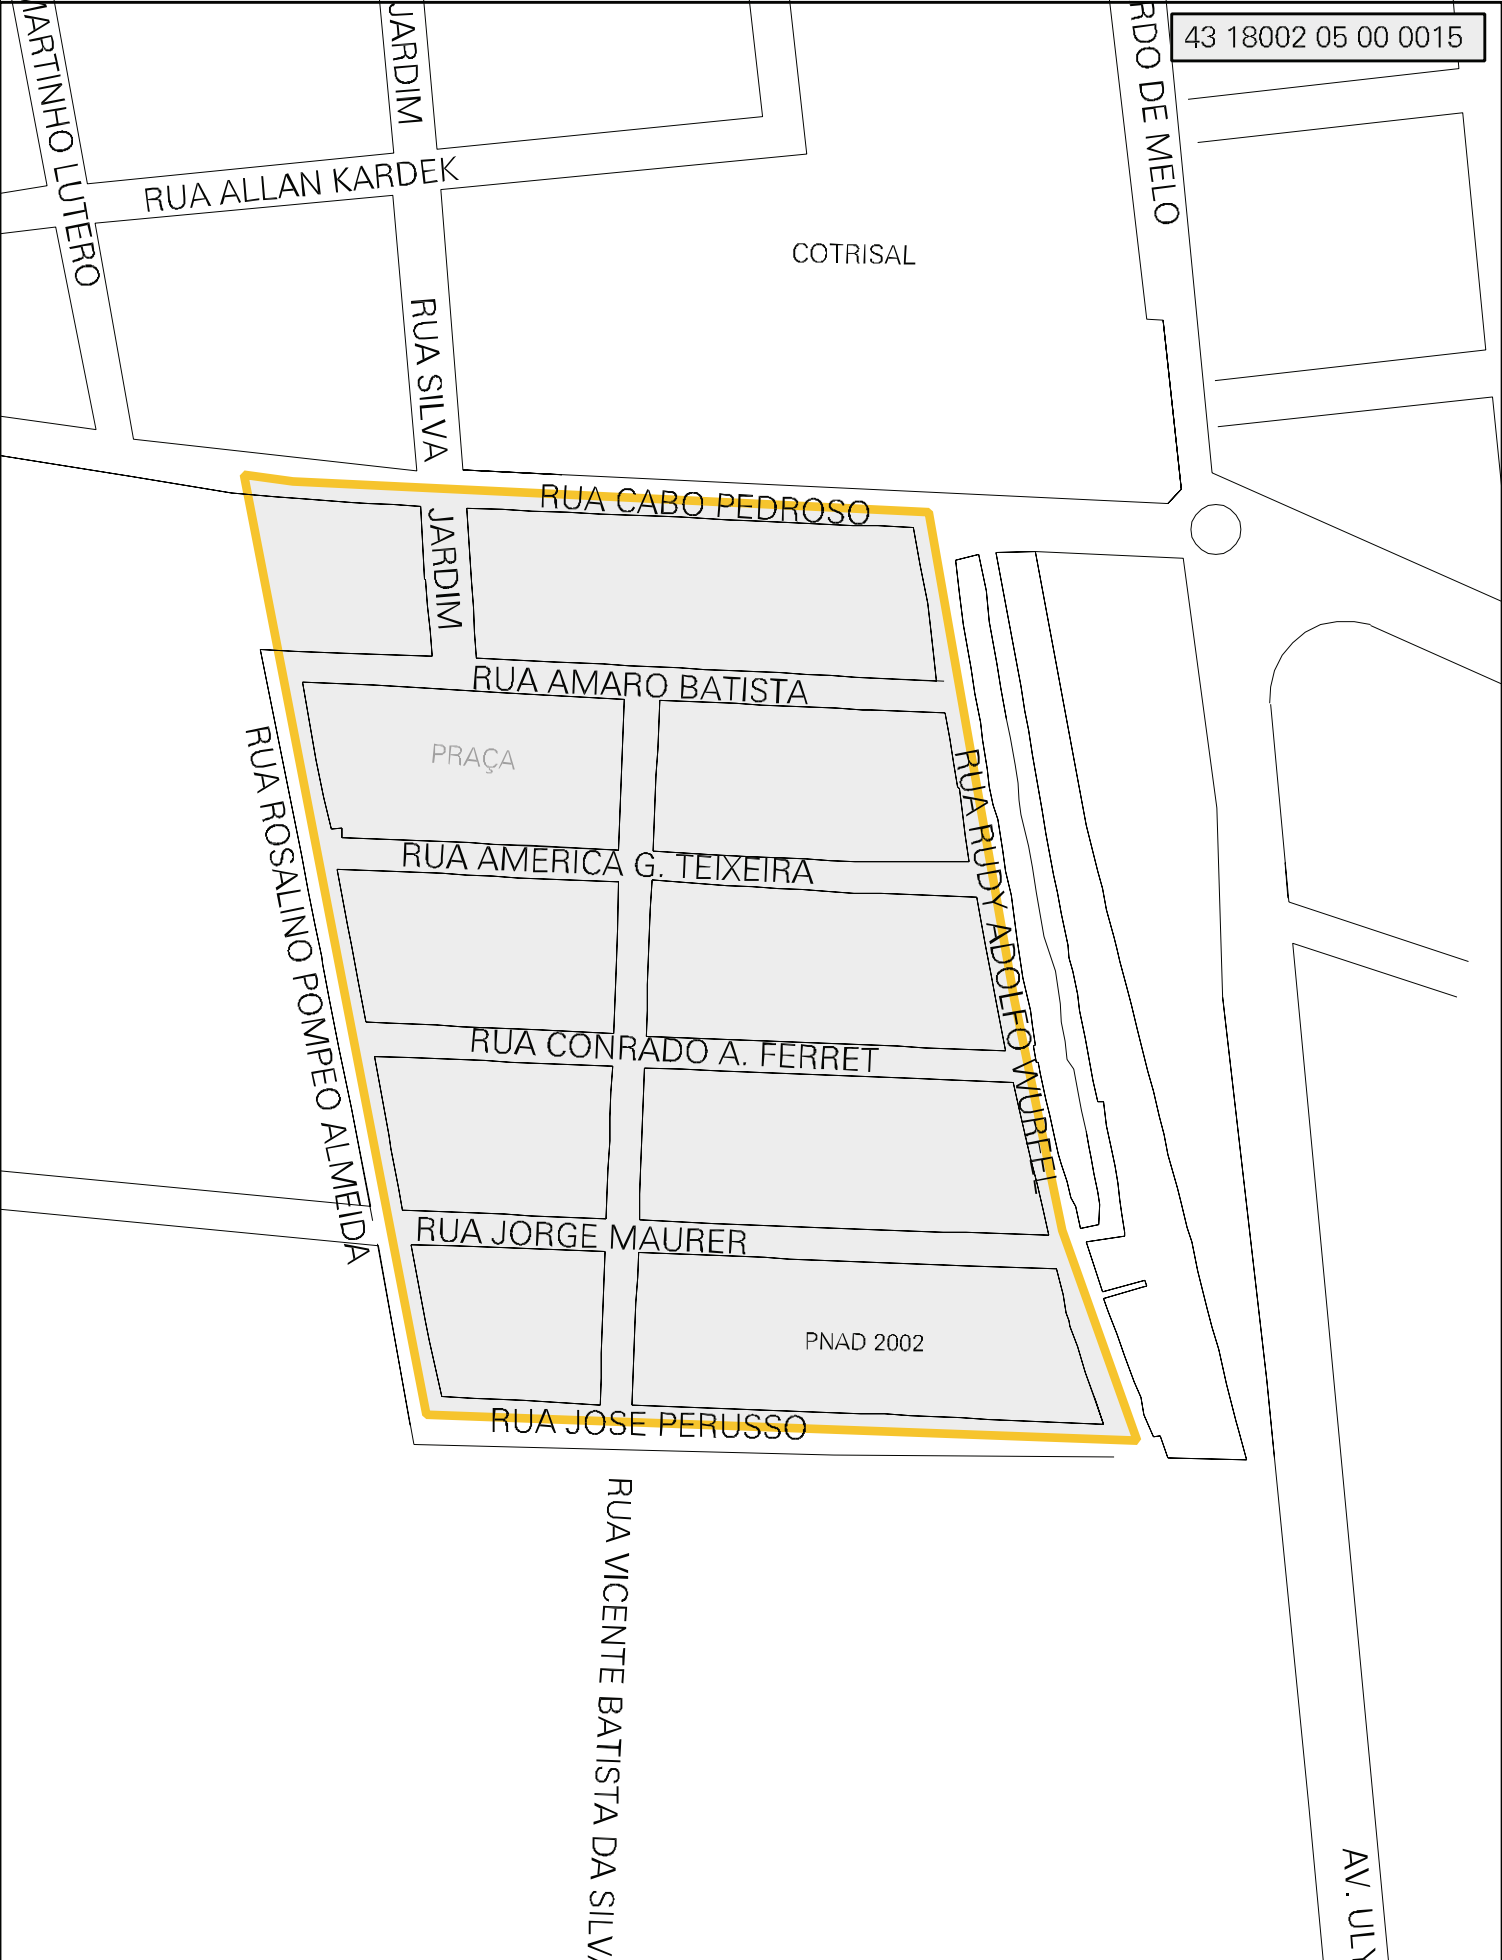 43 18002 05 00 0015
MARTINHO LUTERO
JARDIM
RUA ALLAN KARDEK
RDO DE MELO
COTRISAL
RUA SILVA
JARDIM
RUA CABO PEDROSO
RUA AMARO BATISTA
PRAÇA
RUA ROSALINO POMPEO ALMEIDA
RUA RUDY ADOLFO WURFEL
RUA AMERICA G. TEIXEIRA
RUA CONRADO A. FERRET
RUA JORGE MAURER
PNAD 2002
RUA JOSE PERUSSO
RUA VICENTE BATISTA DA SILVA
AV. ULY